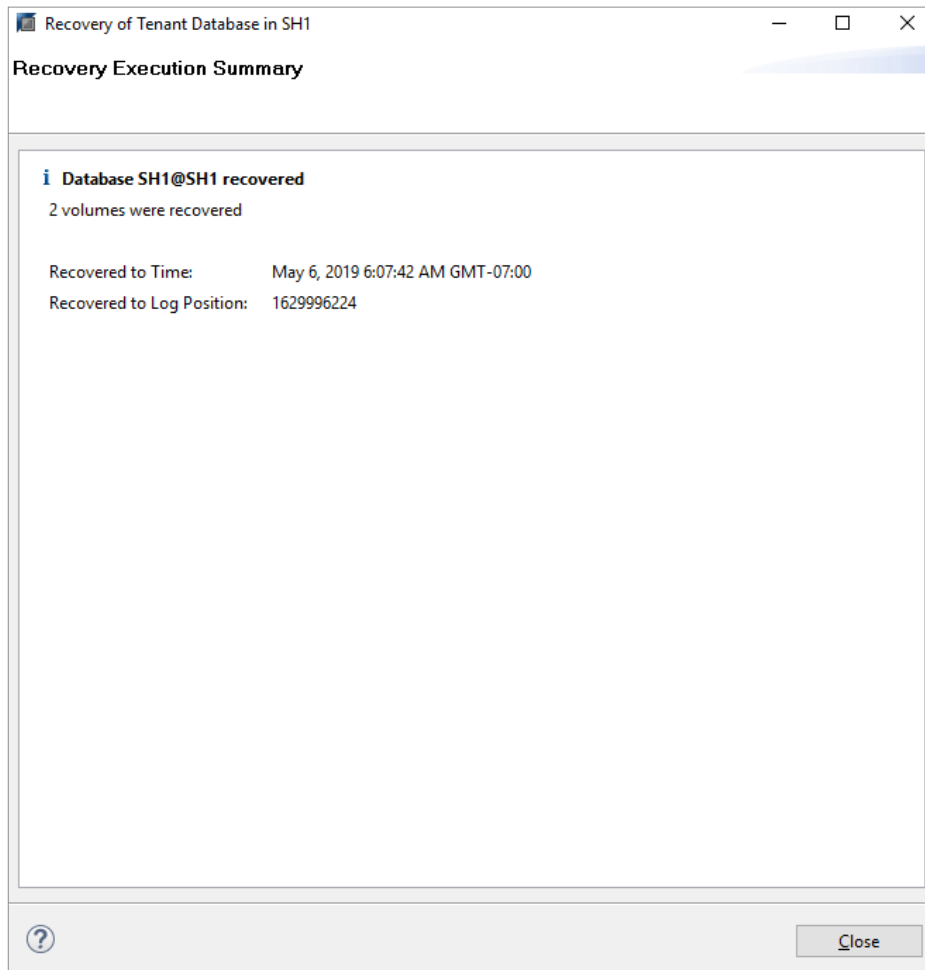 Recovery of Tenant Database in SH1
Recovery Execution Summary
i Database SH1@SH1 recovered
2 volumes were recovered
Recovered to Time: May 6, 2019 6:07:42 AM GMT-07:00
Recovered to Log Position: 1629996224
? Close